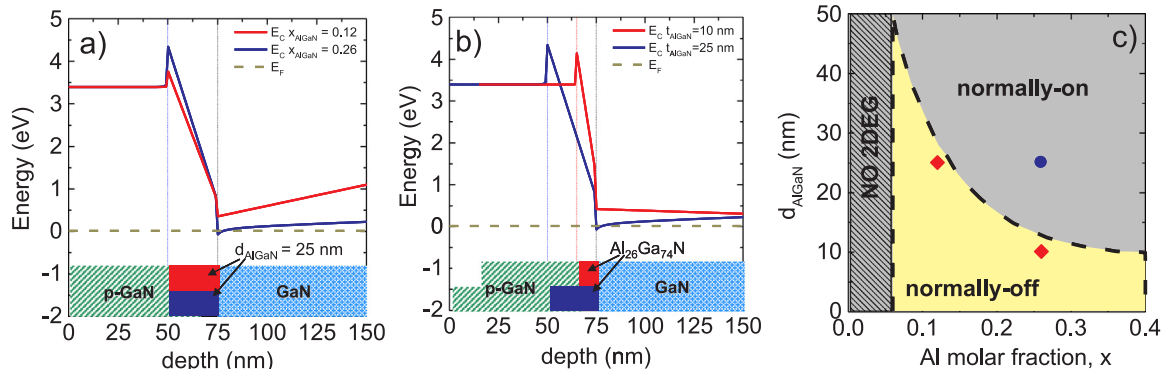 a)
E_C x_AlGaN = 0.12
E_C x_AlGaN = 0.26
E_F
Energy (eV)
5
4
3
2
1
0
-1
-2
d_AlGaN = 25 nm
p-GaN
GaN
0 25 50 75 100 125 150
depth (nm)
b)
E_C t_AlGaN=10 nm
E_C t_AlGaN=25 nm
E_F
Energy (eV)
5
4
3
2
1
0
-1
-2
Al26Ga74N
p-GaN
GaN
0 25 50 75 100 125 150
depth (nm)
c)
d_AlGaN (nm)
50
40
30
20
10
0
NO 2DEG
normally-on
normally-off
0.0 0.1 0.2 0.3 0.4
Al molar fraction, x